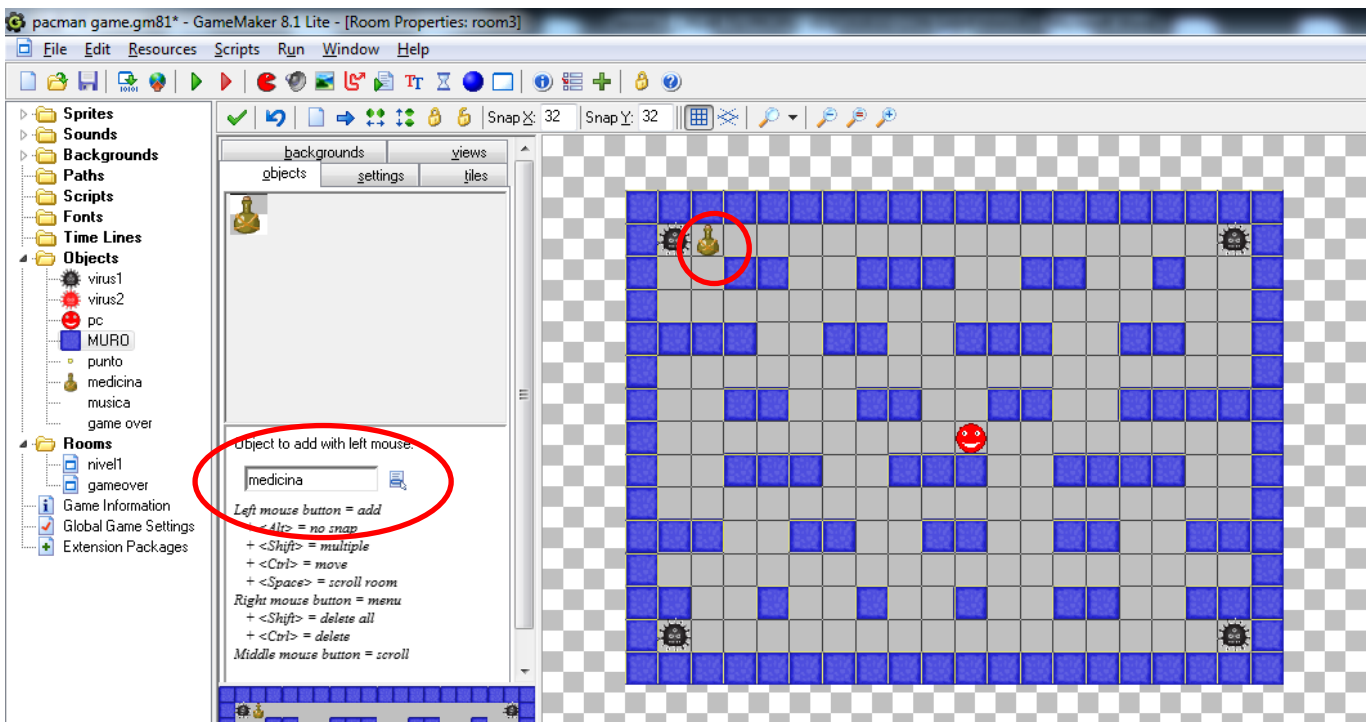 pacman game.gm81* - GameMaker 8.1 Lite - [Room Properties: room3]
File Edit Resources Scripts Run Window Help
Snap X: 32 Snap Y: 32
Sprites
Sounds
Backgrounds
Paths
Scripts
Fonts
Time Lines
Objects
virus1
virus2
pc
MURO
punto
medicina
musica
game over
Rooms
nivel1
gameover
Game Information
Global Game Settings
Extension Packages
backgrounds views
objects settings tiles
Object to add with left mouse:
medicina
Left mouse button = add
+ <Alt> = no snap
+ <Shift> = multiple
+ <Ctrl> = move
+ <Space> = scroll room
Right mouse button = menu
+ <Shift> = delete all
+ <Ctrl> = delete
Middle mouse button = scroll